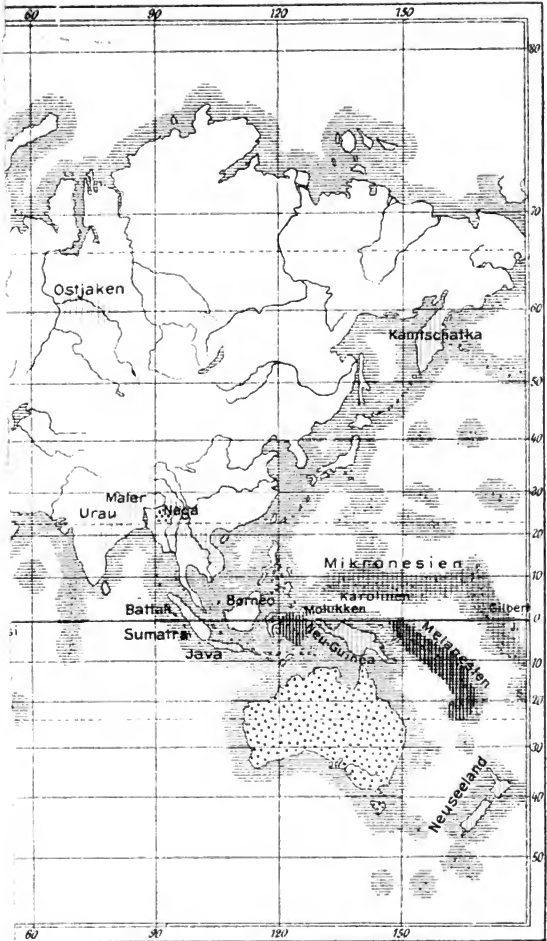 60 90 120 150
80
70
Ostjaken
60
Kamtschatka
50
40
30
Maler
Naga
Urau
20
Mikronesien
10
Karolinen
Borneo
Battak
Molukken
Gilbert
J.
si
0
Sumatra
Neu-Guinea
Melanesien
Java
10
20
30
Neuseeland
40
50
60 90 120 150